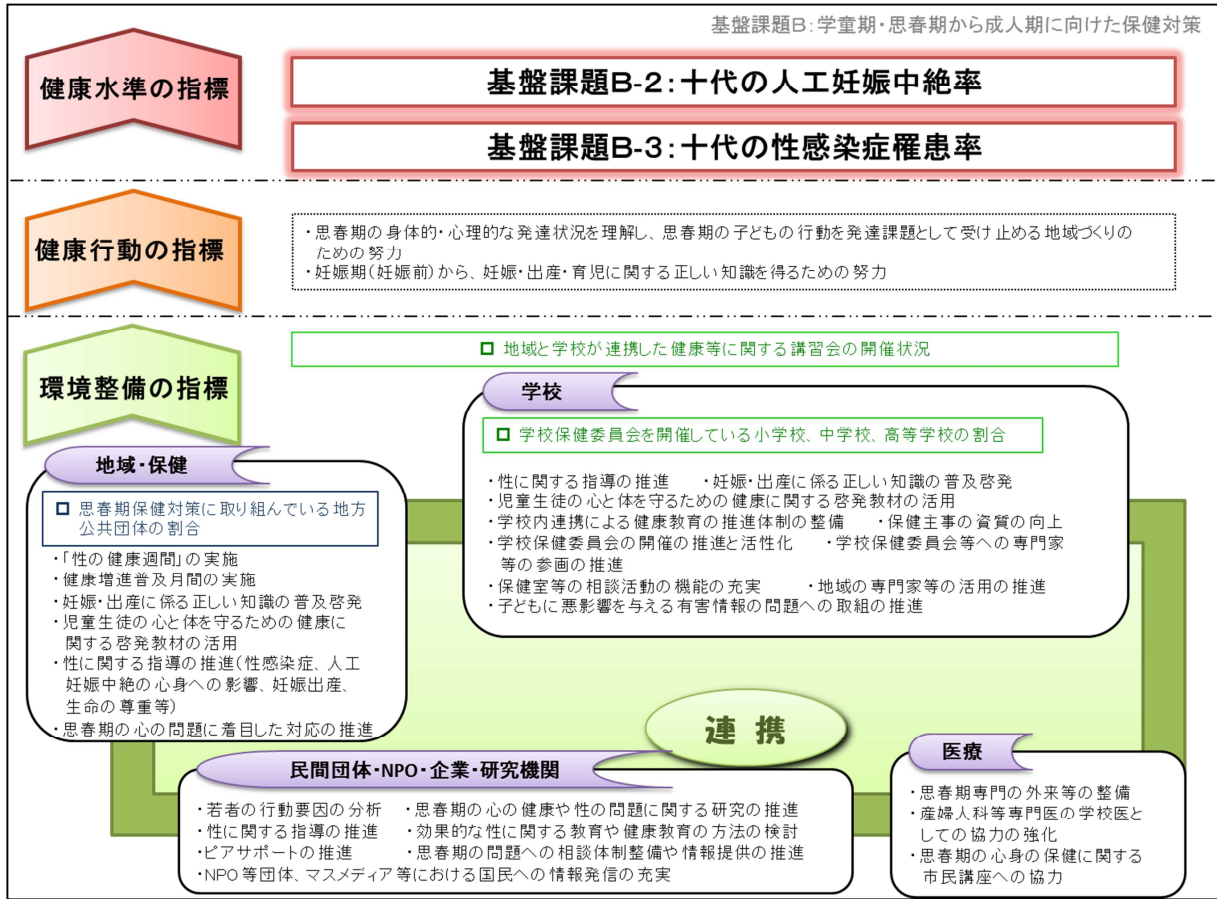 基盤課題B：学童期・思春期から成人期に向けた保健対策
健康水準の指標
基盤課題B-2：十代の人工妊娠中絶率
基盤課題B-3：十代の性感染症罹患率
健康行動の指標
・思春期の身体的・心理的な発達状況を理解し、思春期の子どもの行動を発達課題として受け止める地域づくりの
ための努力
・妊娠期（妊娠前）から、妊娠・出産・育児に関する正しい知識を得るための努力
環境整備の指標
□ 地域と学校が連携した健康等に関する講習会の開催状況
学校
□ 学校保健委員会を開催している小学校、中学校、高等学校の割合
・性に関する指導の推進　・妊娠・出産に係る正しい知識の普及啓発
・児童生徒の心と体を守るための健康に関する啓発教材の活用
・学校内連携による健康教育の推進体制の整備　・保健主事の資質の向上
・学校保健委員会の開催の推進と活性化　・学校保健委員会等への専門家
等の参画の推進
・保健室等の相談活動の機能の充実　・地域の専門家等の活用の推進
・子どもに悪影響を与える有害情報の問題への取組の推進
地域・保健
□ 思春期保健対策に取り組んでいる地方
公共団体の割合
・「性の健康週間」の実施
・健康増進普及月間の実施
・妊娠・出産に係る正しい知識の普及啓発
・児童生徒の心と体を守るための健康に
関する啓発教材の活用
・性に関する指導の推進（性感染症、人工
妊娠中絶の心身への影響、妊娠出産、
生命の尊重等）
・思春期の心の問題に着目した対応の推進
連携
民間団体・NPO・企業・研究機関
・若者の行動要因の分析　・思春期の心の健康や性の問題に関する研究の推進
・性に関する指導の推進　・効果的な性に関する教育や健康教育の方法の検討
・ピアサポートの推進　・思春期の問題への相談体制整備や情報提供の推進
・NPO等団体、マスメディア等における国民への情報発信の充実
医療
・思春期専門の外来等の整備
・産婦人科等専門医の学校医と
しての協力の強化
・思春期の心身の保健に関する
市民講座への協力